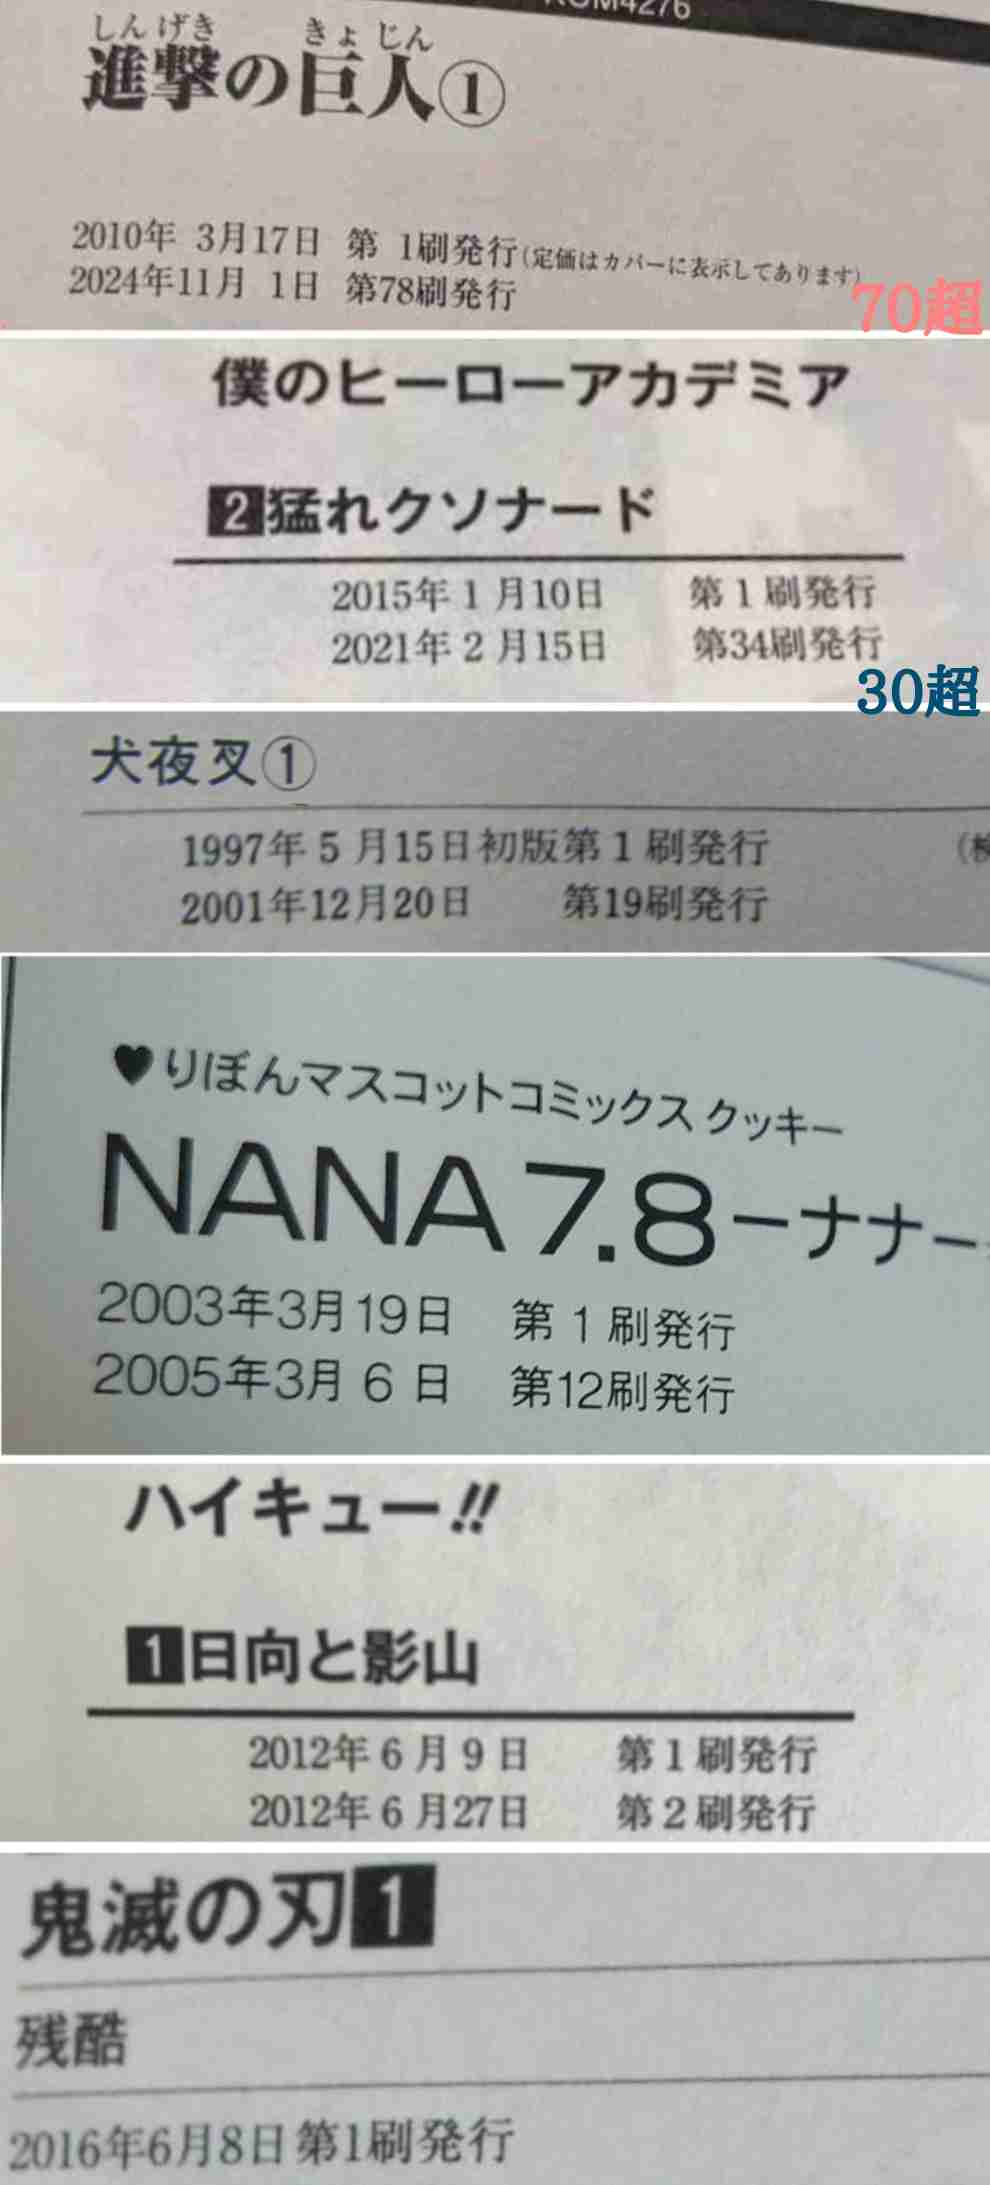 KCM4276
しんげき きょじん
進撃の巨人①
2010年 3月17日 第 1刷発行(定価はカバーに表示してあります)
2024年11月 1日 第78刷発行
70超
僕のヒーローアカデミア
2猛れクソナード
2015年 1 月10日 第 1 刷発行
2021年 2 月15日 第34刷発行
30超
犬夜叉①
1997年 5 月15日初版第 1 刷発行
2001年12月20日 第19刷発行
♥りぼんマスコットコミックス クッキー
NANA 7.8 ーナナー
2003年3月19日 第 1 刷発行
2005年3月 6 日 第12刷発行
ハイキュー!!
1日向と影山
2012年 6 月 9 日 第 1 刷発行
2012年 6 月27日 第 2 刷発行
鬼滅の刃1
残酷
2016年6月8日第1刷発行